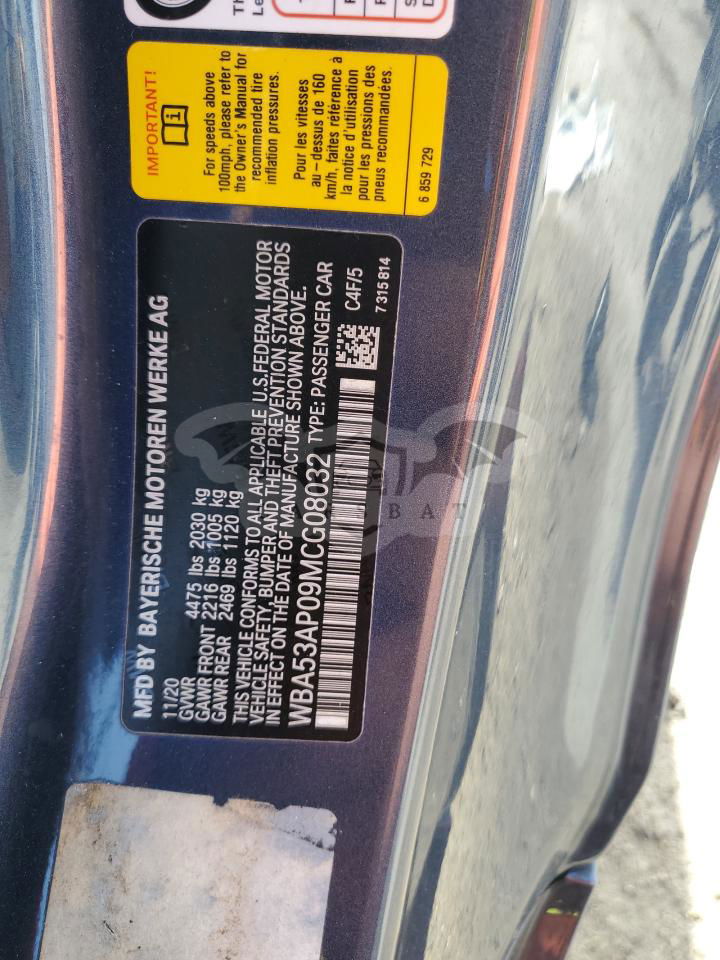 IMPORTANT!
For speeds above
100mph, please refer to
the Owner's Manual for
recommended tire
inflation pressures.
Pour les vitesses
au – dessus de 160
km/h, faites référence à
la notice d'utilisation
pour les pressions des
pneus recommandées.
6 859 729
MFD BY BAYERISCHE MOTOREN WERKE AG
11/20
GVWR 4475 lbs 2030 kg
GAWR FRONT 2216 lbs 1005 kg
GAWR REAR 2469 lbs 1120 kg
THIS VEHICLE CONFORMS TO ALL APPLICABLE U.S.FEDERAL MOTOR
VEHICLE SAFETY, BUMPER AND THEFT PREVENTION STANDARDS
IN EFFECT ON THE DATE OF MANUFACTURE SHOWN ABOVE.
WBA53AP09MCG08032 TYPE: PASSENGER CAR
C4F/5
7 315 814